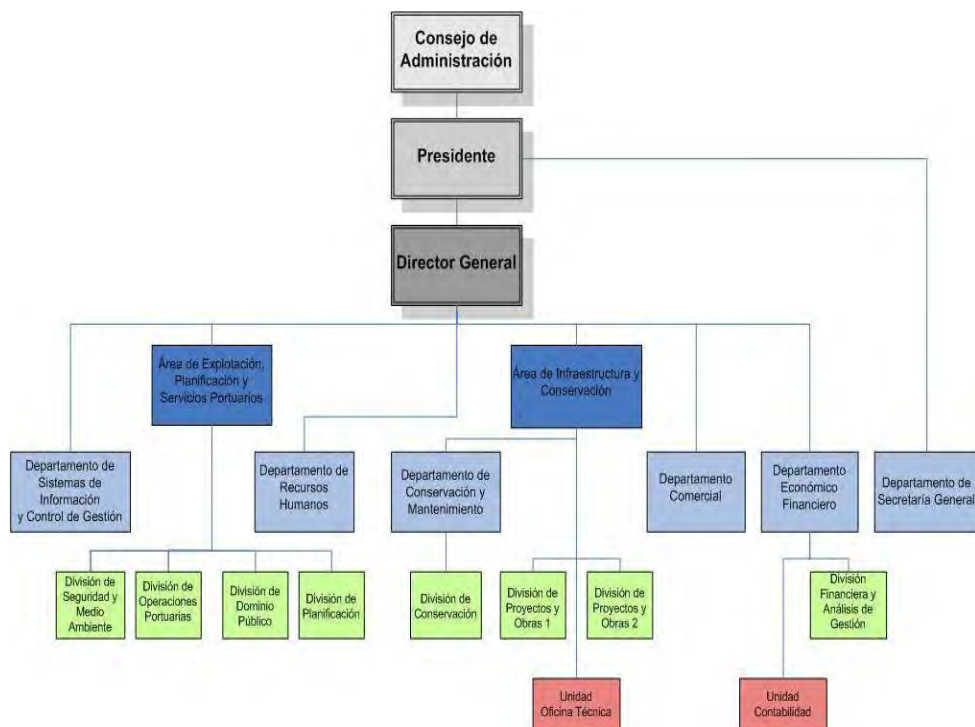 Consejo de
Administración
Presidente
Director General
Área de Explotación,
Planificación y
Servicios Portuarios
Área de Infraestructura y
Conservación
Departamento de
Sistemas de
Información
y Control de Gestión
Departamento de
Recursos
Humanos
Departamento de
Conservación y
Mantenimiento
Departamento
Comercial
Departamento
Económico
Financiero
Departamento de
Secretaría General
División de
Seguridad y
Medio
Ambiente
División de
Operaciones
Portuarias
División de
Dominio
Público
División de
Planificación
División de
Conservación
División de
Proyectos y
Obras 1
División de
Proyectos y
Obras 2
División
Financiera y
Análisis de
Gestión
Unidad
Oficina Técnica
Unidad
Contabilidad